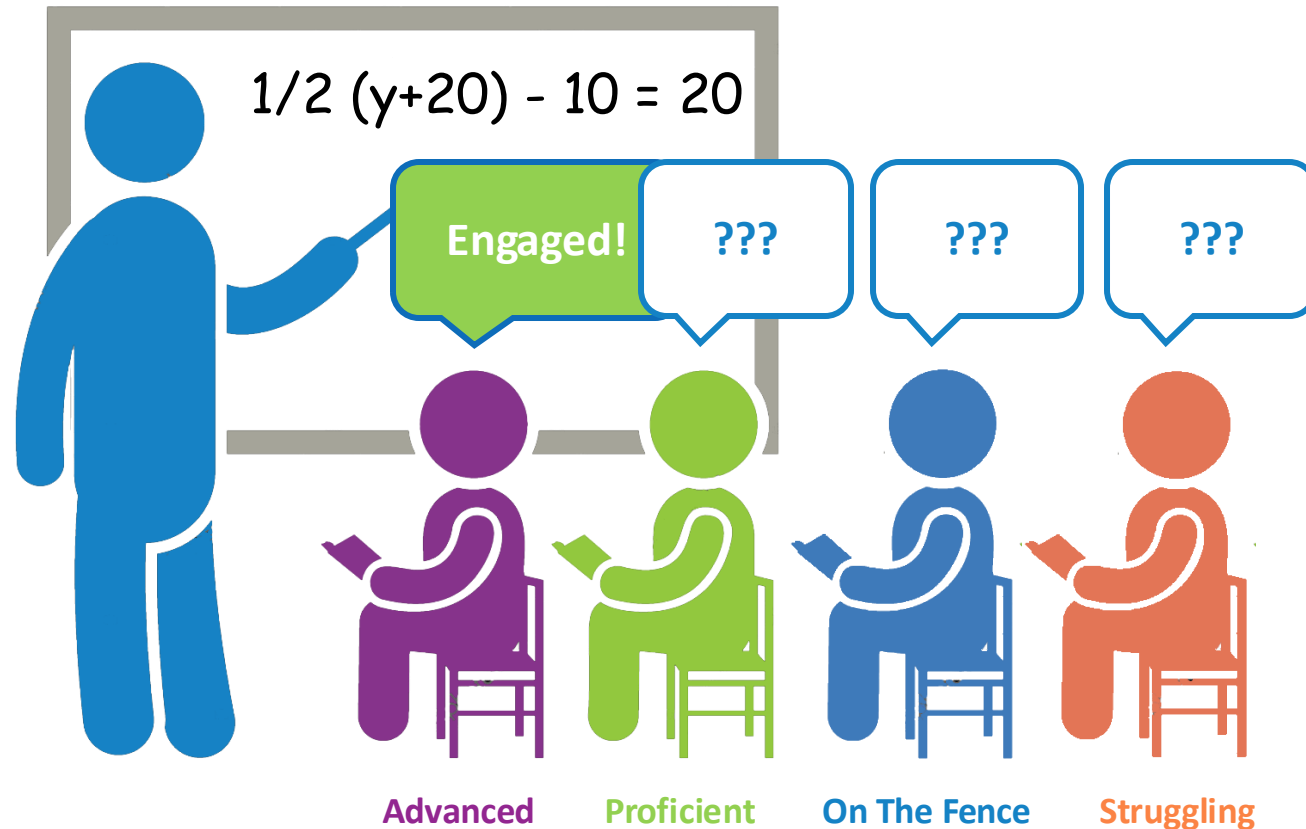 1/2 (y+20) - 10 = 20
Engaged!
???
???
???
Advanced
Proficient
On The Fence
Struggling